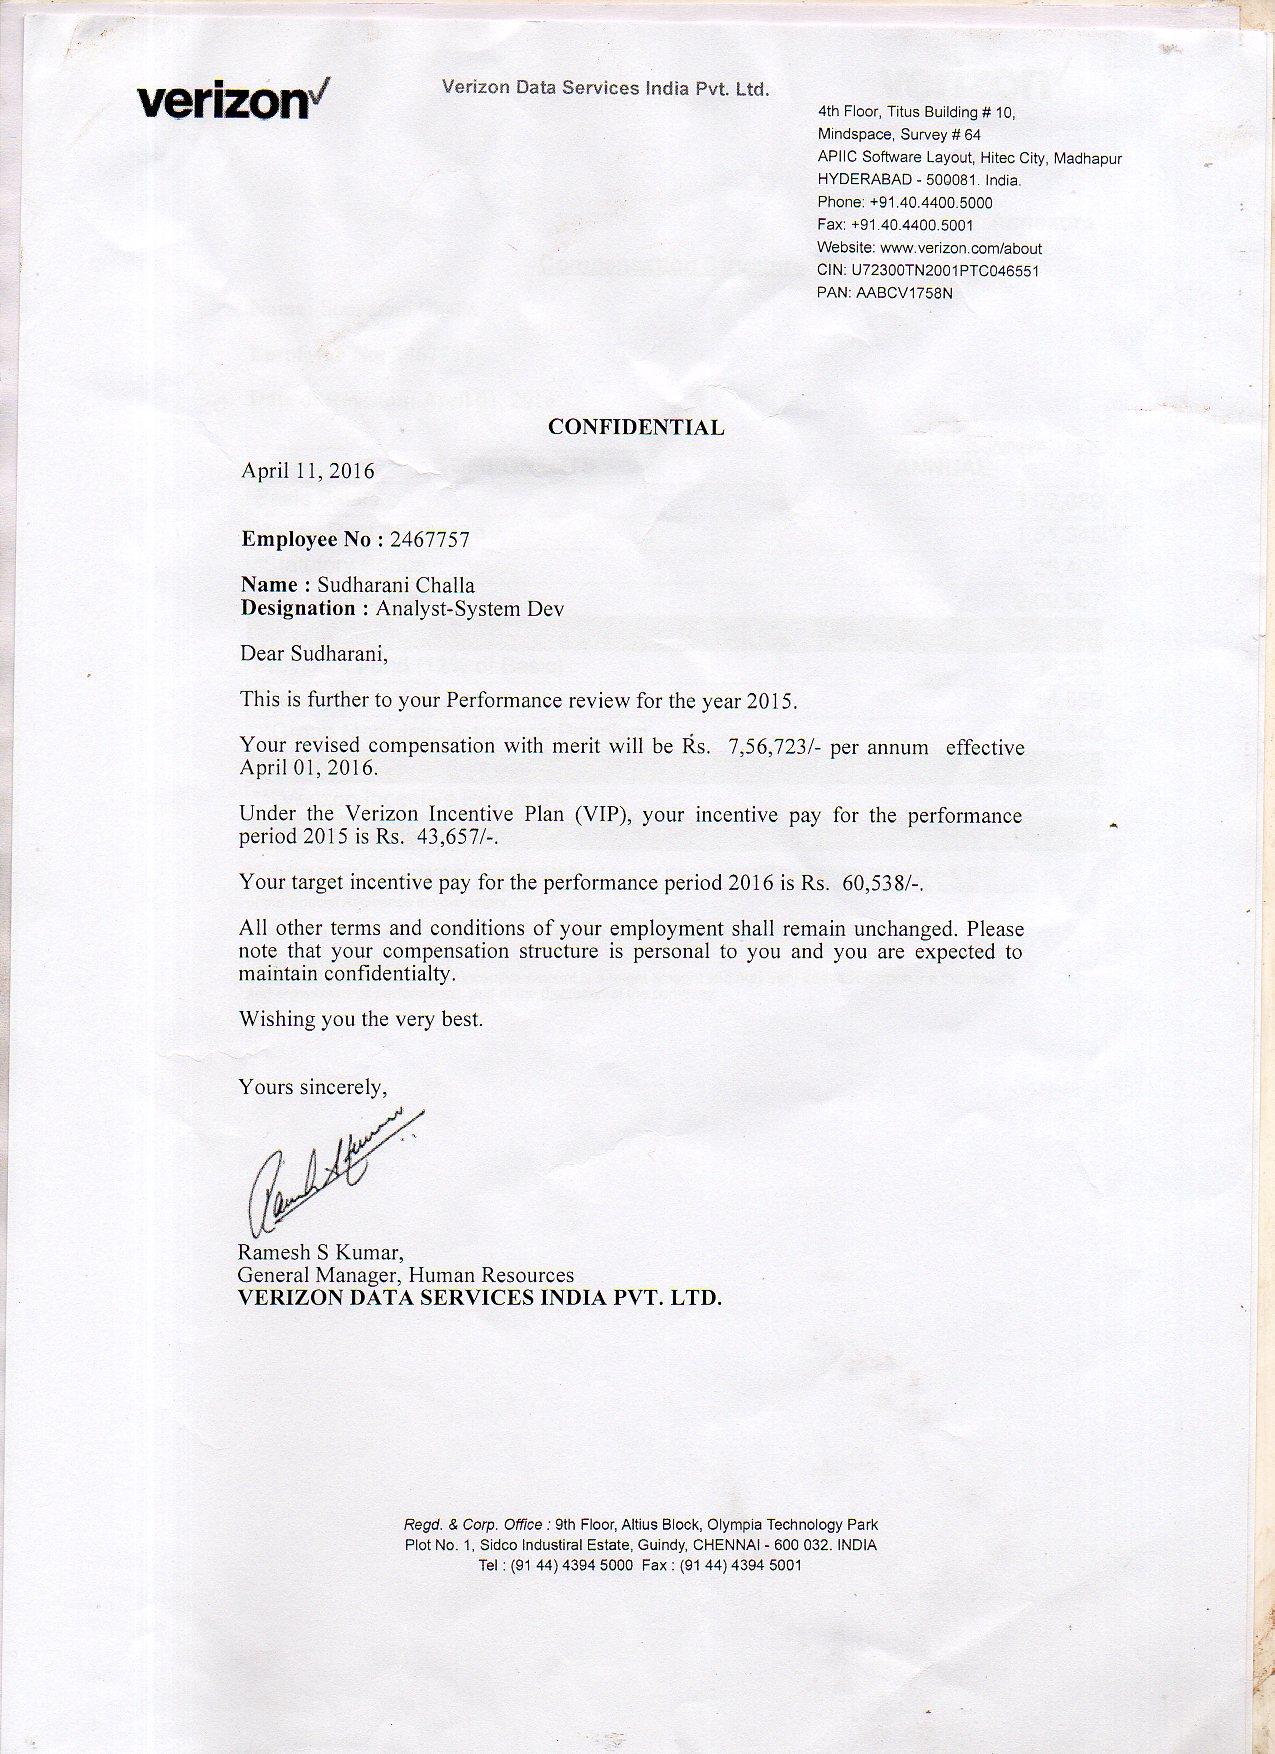 verizon
Verizon Data Services India Pvt. Ltd.
4th Floor, Titus Building # 10,
Mindspace, Survey # 64
APIIC Software Layout, Hitec City, Madhapur
HYDERABAD - 500081. India.
Phone: +91.40.4400.5000
Fax: +91.40.4400.5001
Website: www.verizon.com/about
CIN: U72300TN2001PTC046551
PAN: AABCV1758N
CONFIDENTIAL
April 11, 2016
Employee No : 2467757
Name : Sudharani Challa
Designation : Analyst-System Dev
Dear Sudharani,
This is further to your Performance review for the year 2015.
Your revised compensation with merit will be Rs. 7,56,723/- per annum effective
April 01, 2016.
Under the Verizon Incentive Plan (VIP), your incentive pay for the performance
period 2015 is Rs. 43,657/-.
Your target incentive pay for the performance period 2016 is Rs. 60,538/-.
All other terms and conditions of your employment shall remain unchanged. Please
note that your compensation structure is personal to you and you are expected to
maintain confidentialty.
Wishing you the very best.
Yours sincerely,
Ramesh S Kumar,
General Manager, Human Resources
VERIZON DATA SERVICES INDIA PVT. LTD.
Regd. & Corp. Office : 9th Floor, Altius Block, Olympia Technology Park
Plot No. 1, Sidco Industiral Estate, Guindy, CHENNAI - 600 032. INDIA
Tel : (91 44) 4394 5000 Fax : (91 44) 4394 5001